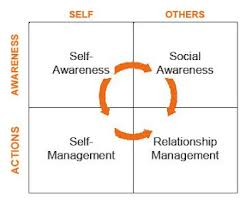 SELF OTHERS
AWARENESS
Self- Social
Awareness Awareness
ACTIONS
Self- Relationship
Management Management